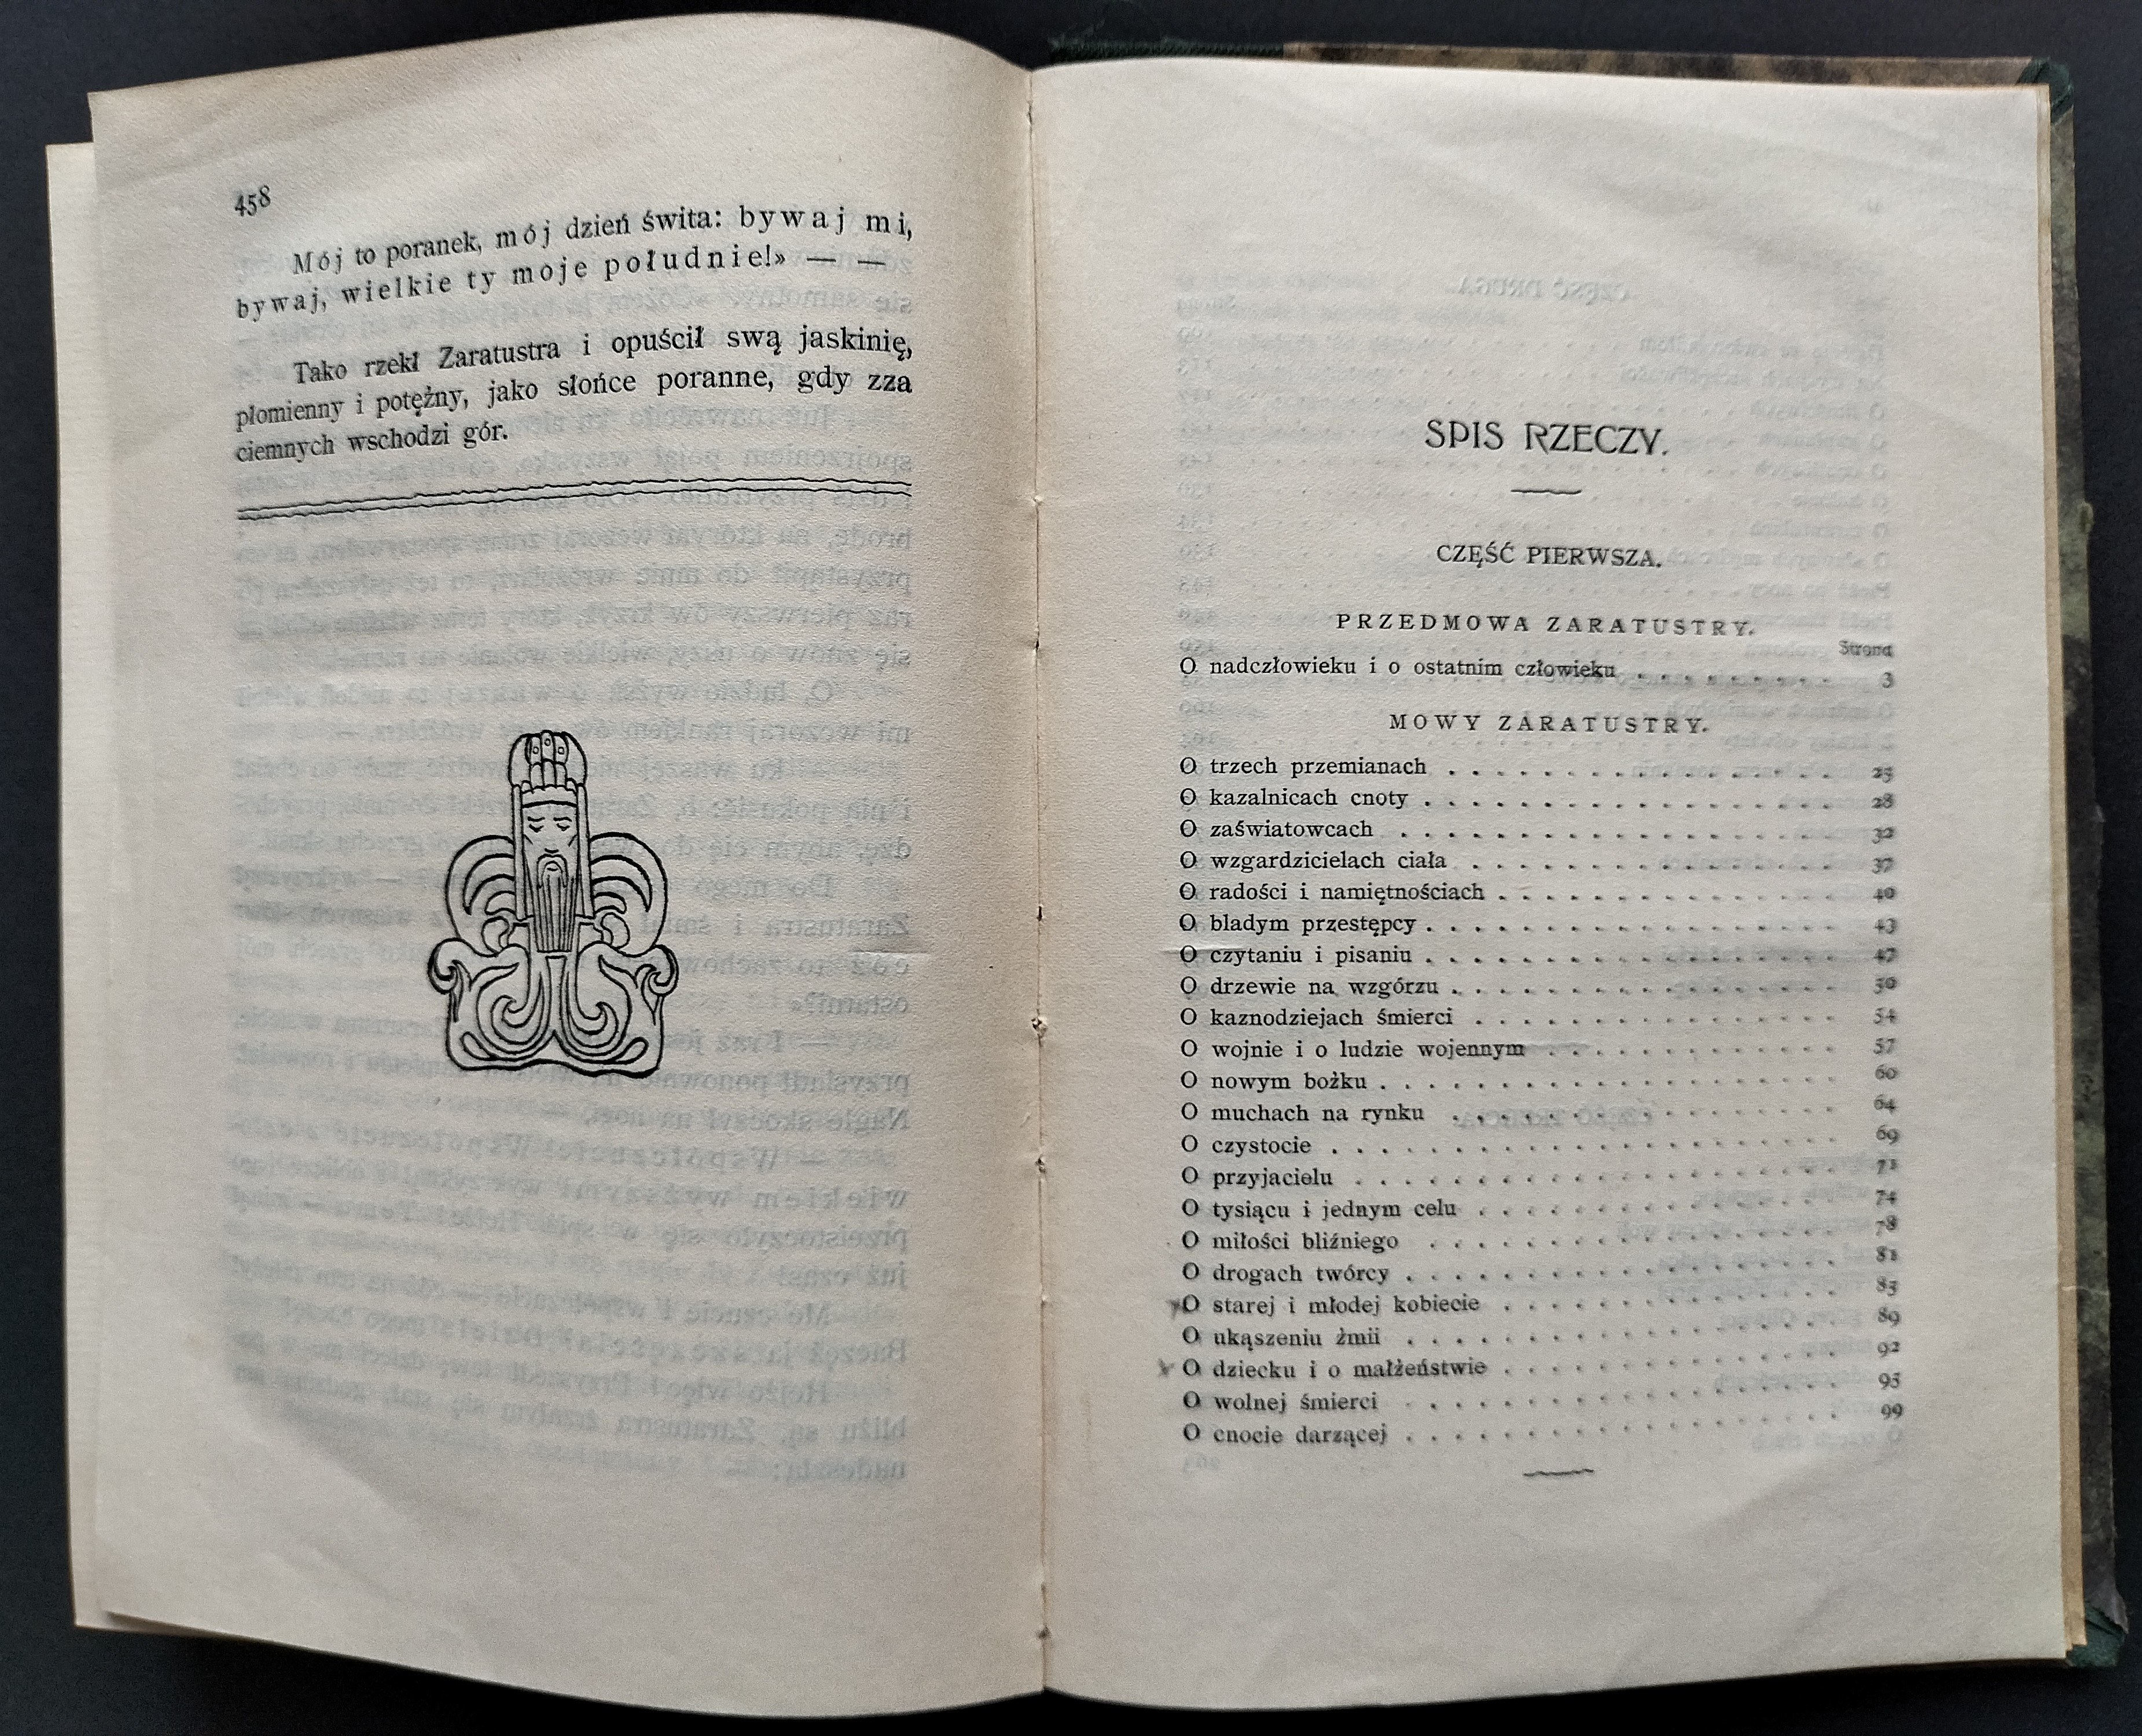 458
Mój to poranek, mój dzień świta: bywaj mi,
bywaj, wielkie ty moje południe!» — —
Tako rzekł Zaratustra i opuścił swą jaskinię,
płomienny i potężny, jako słońce poranne, gdy zza
ciemnych wschodzi gór.
SPIS RZECZY.
CZĘŚĆ PIERWSZA.
PRZEDMOWA ZARATUSTRY.
Strona
O nadczłowieku i o ostatnim człowieku . . . . . . . . . 3
MOWY ZARATUSTRY.
O trzech przemianach . . . . . . . . . . . . . . . . 25
O kazalnicach cnoty . . . . . . . . . . . . . . . . . 28
O zaświatowcach . . . . . . . . . . . . . . . . . . 32
O wzgardzicielach ciała . . . . . . . . . . . . . . . 37
O radości i namiętnościach . . . . . . . . . . . . . . 40
O bladym przestępcy . . . . . . . . . . . . . . . . . 43
O czytaniu i pisaniu . . . . . . . . . . . . . . . . . 47
O drzewie na wzgórzu . . . . . . . . . . . . . . . . 50
O kaznodziejach śmierci . . . . . . . . . . . . . . . 54
O wojnie i o ludzie wojennym . . . . . . . . . . . . 57
O nowym bożku . . . . . . . . . . . . . . . . . . . 60
O muchach na rynku . . . . . . . . . . . . . . . . 64
O czystocie . . . . . . . . . . . . . . . . . . . . 69
O przyjacielu . . . . . . . . . . . . . . . . . . . 71
O tysiącu i jednym celu . . . . . . . . . . . . . . . 74
O miłości bliźniego . . . . . . . . . . . . . . . . . 78
O drogach twórcy . . . . . . . . . . . . . . . . . . 81
O starej i młodej kobiecie . . . . . . . . . . . . . . 85
O ukąszeniu żmii . . . . . . . . . . . . . . . . . . 89
O dziecku i o małżeństwie . . . . . . . . . . . . . . 92
O wolnej śmierci . . . . . . . . . . . . . . . . . . 95
O cnocie darzącej . . . . . . . . . . . . . . . . . . 99